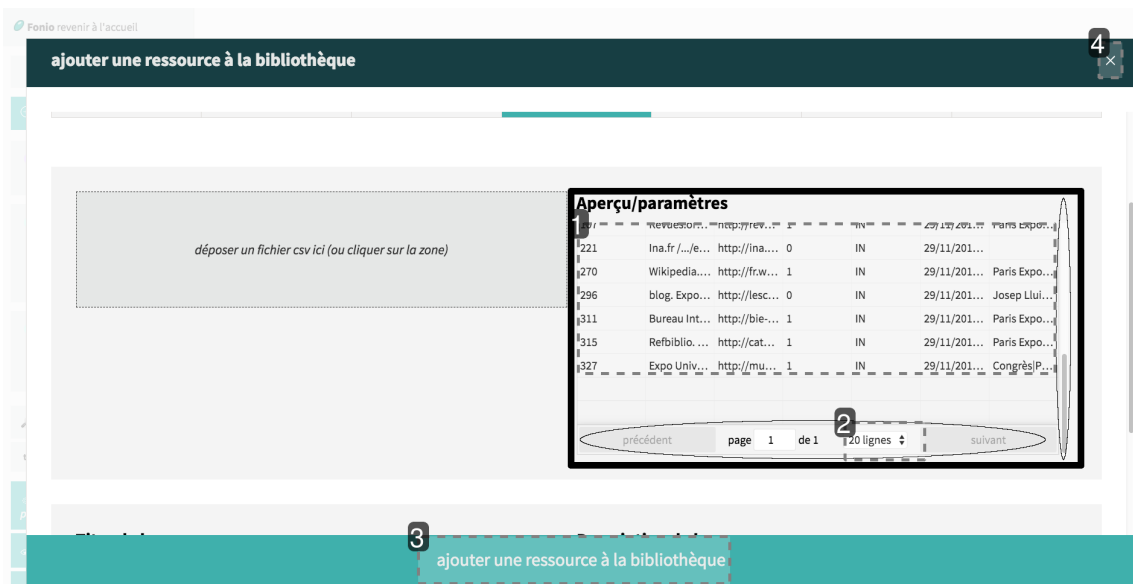 Fonio revenir à l'accueil
4
ajouter une ressource à la bibliothèque
×
Aperçu/paramètres
1
déposer un fichier csv ici (ou cliquer sur la zone)
221 Ina.fr /.../e... http://ina.... 0 IN 29/11/201...
270 Wikipedia.... http://fr.w... 1 IN 29/11/201... Paris Expo...
296 blog. Expo... http://lesc... 0 IN 29/11/201... Josep Llui...
311 Bureau Int... http://bie-... 1 IN 29/11/201... Paris Expo...
315 Refbiblio. ... http://cat... 1 IN 29/11/201... Paris Expo...
327 Expo Univ... http://mu... 1 IN 29/11/201... Congrès|P...
2
précédent page 1 de 1 20 lignes suivant
3
ajouter une ressource à la bibliothèque